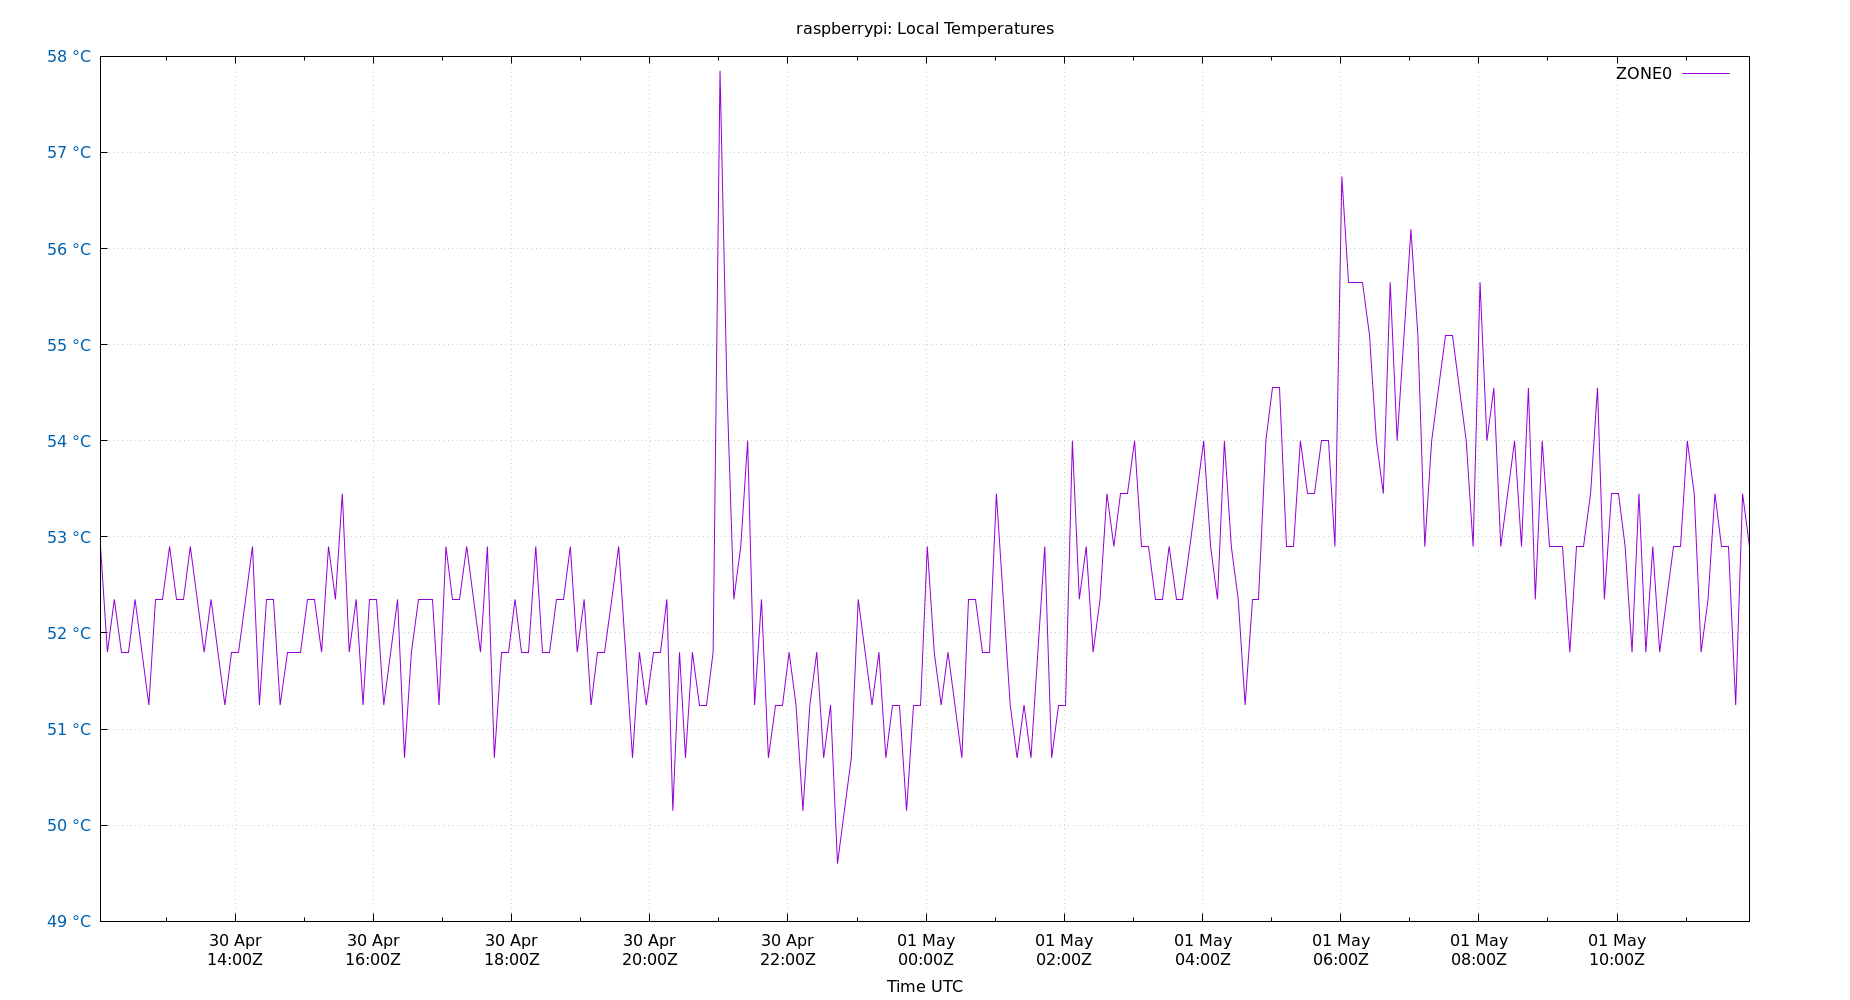 raspberrypi: Local Temperatures
58 °C
ZONE0
57 °C
56 °C
55 °C
54 °C
53 °C
52 °C
51 °C
50 °C
49 °C
30 Apr 30 Apr 30 Apr 30 Apr 30 Apr 01 May 01 May 01 May 01 May 01 May 01 May
14:00Z 16:00Z 18:00Z 20:00Z 22:00Z 00:00Z 02:00Z 04:00Z 06:00Z 08:00Z 10:00Z
Time UTC